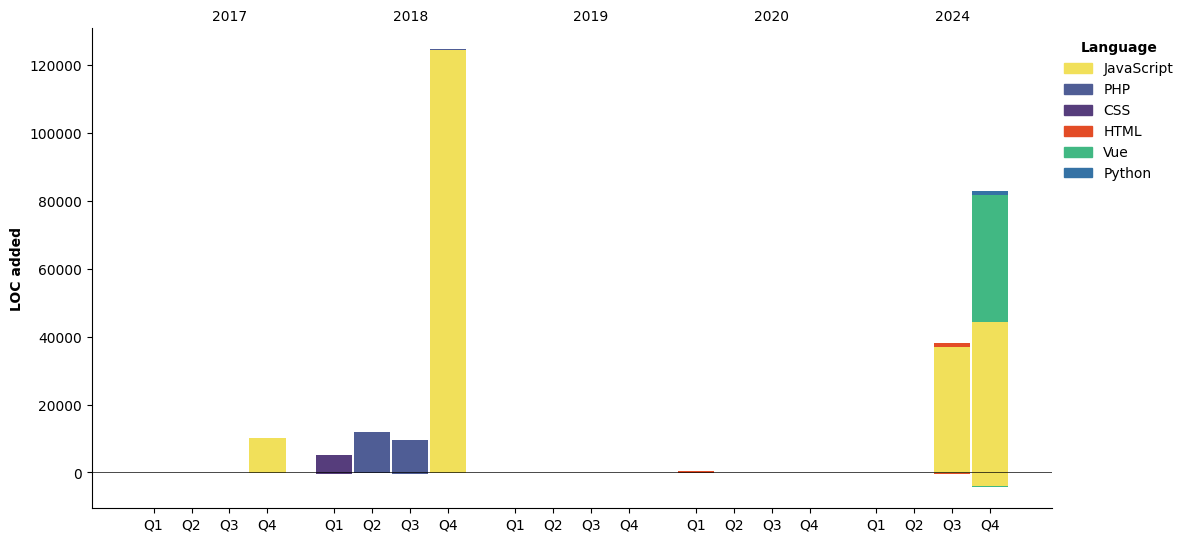 2017 2018 2019 2020 2024
Language
JavaScript
PHP
CSS
HTML
Vue
Python
LOC added
120000
100000
80000
60000
40000
20000
0
Q1 Q2 Q3 Q4 Q1 Q2 Q3 Q4 Q1 Q2 Q3 Q4 Q1 Q2 Q3 Q4 Q1 Q2 Q3 Q4